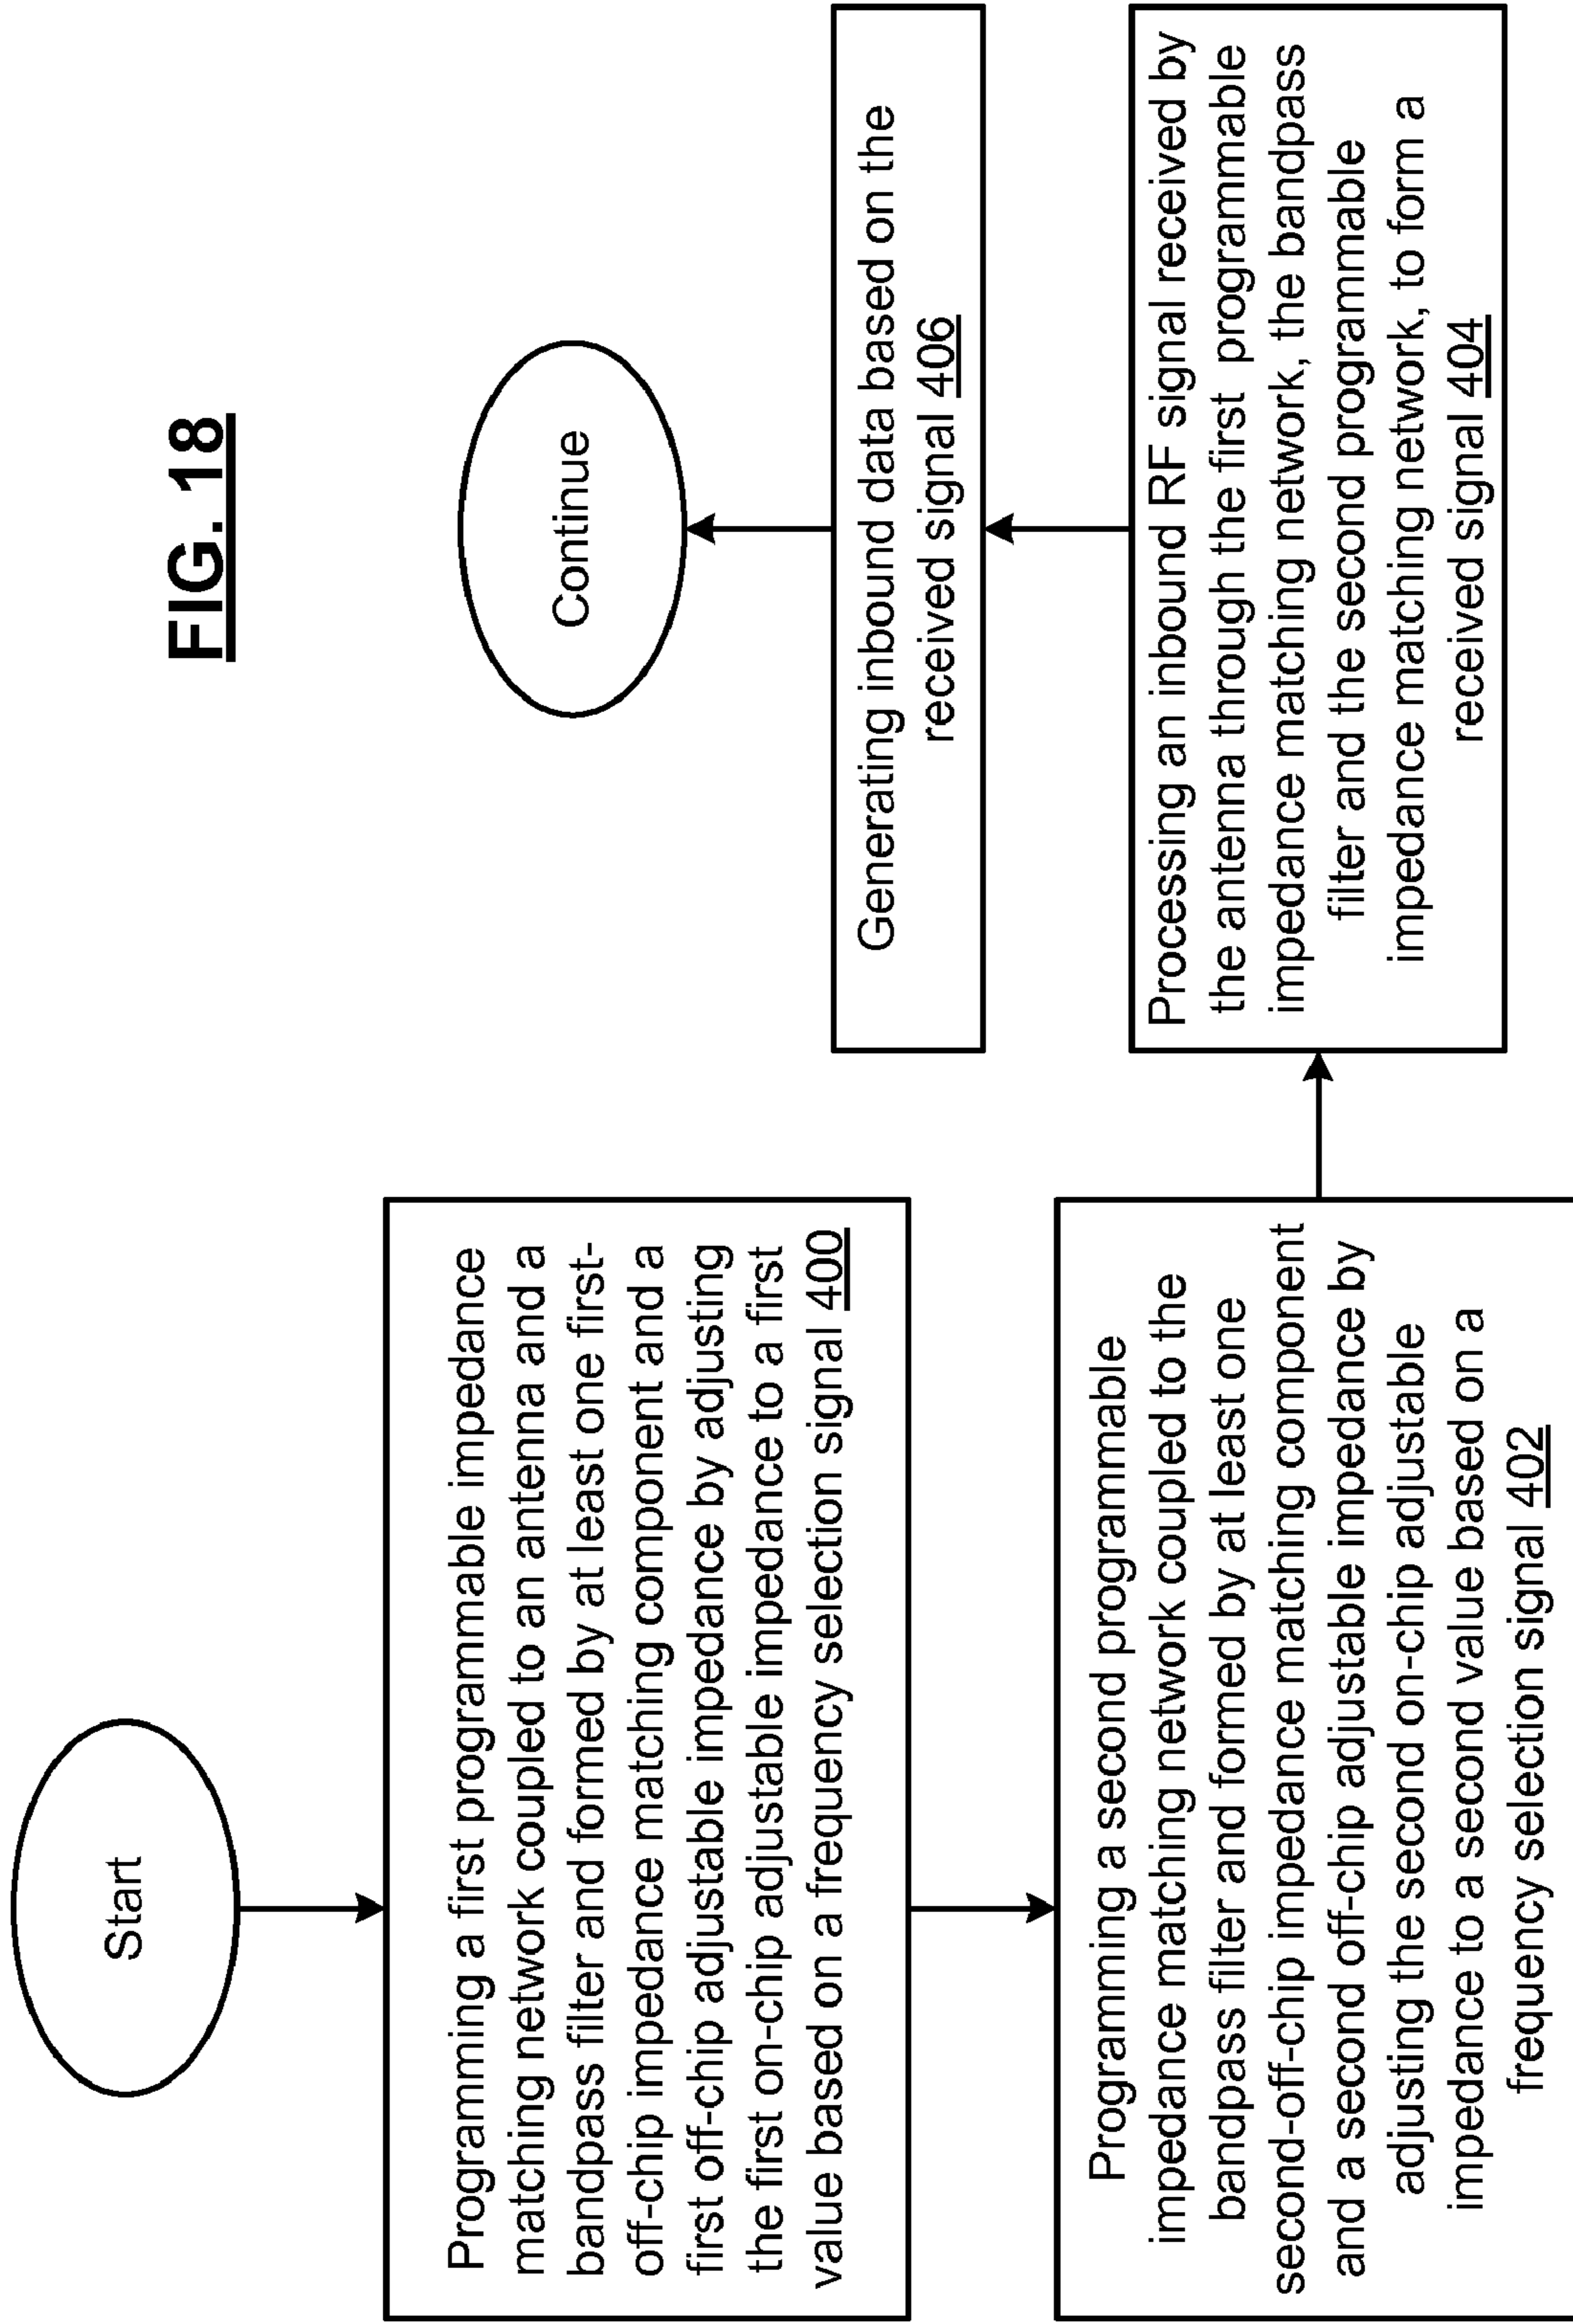 FIG. 18
Start
Programming a first programmable impedance
matching network coupled to an antenna and a
bandpass filter and formed by at least one first-
off-chip impedance matching component and a
first off-chip adjustable impedance by adjusting
the first on-chip adjustable impedance to a first
value based on a frequency selection signal 400
Programming a second programmable
impedance matching network coupled to the
bandpass filter and formed by at least one
second-off-chip impedance matching component
and a second off-chip adjustable impedance by
adjusting the second on-chip adjustable
impedance to a second value based on a
frequency selection signal 402
Processing an inbound RF signal received by
the antenna through the first programmable
impedance matching network, the bandpass
filter and the second programmable
impedance matching network, to form a
received signal 404
Generating inbound data based on the
received signal 406
Continue